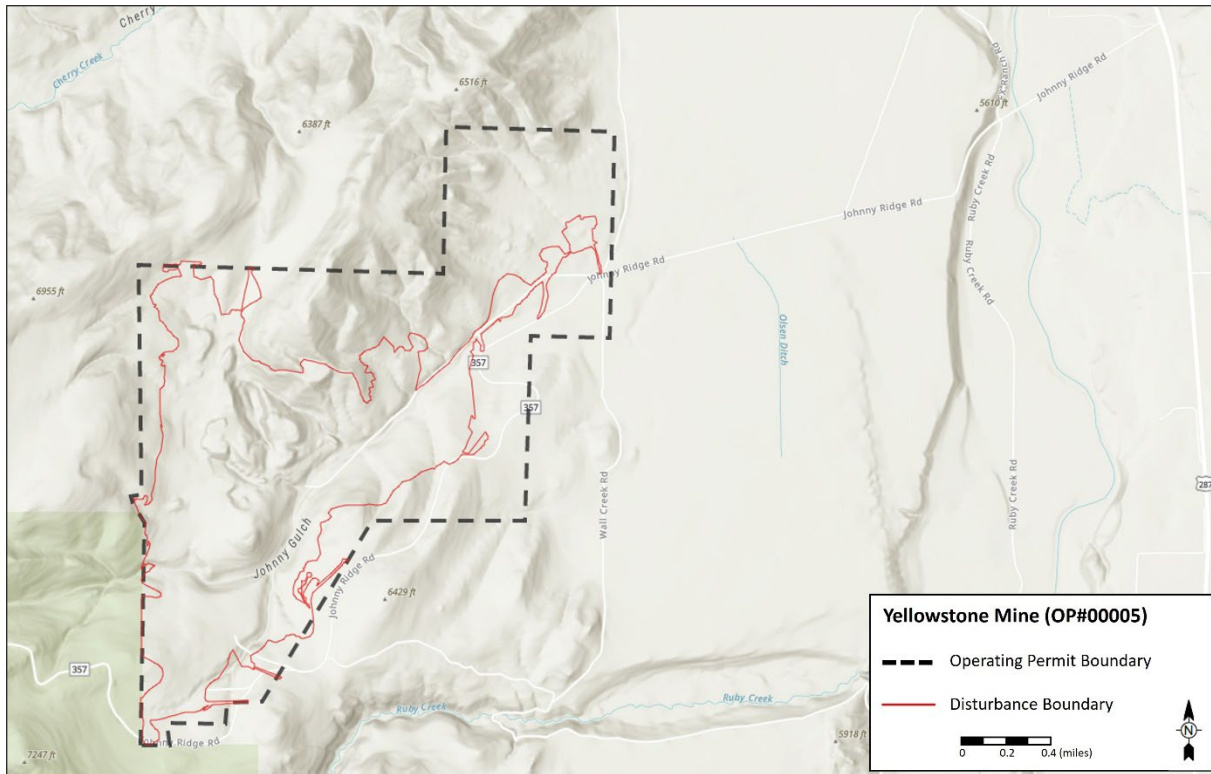 Cherry
Cherry Creek
6516 ft
6387 ft
5610 ft
Johnny Ridge Rd
Ruby Creek Rd
Johnny Ridge Rd
Ruby Creek Rd
Johnny Ridge Rd
6955 ft
Olsen Ditch
357
357
Ruby Creek Rd
287
Wall Creek Rd
Johnny Gulch
Johnny Ridge Rd
6429 ft
357
Ruby Creek
Ruby Creek
Ridge Rd
7247 ft
5918 ft
Yellowstone Mine (OP#00005)
Operating Permit Boundary
Disturbance Boundary
N
0 0.2 0.4 (miles)